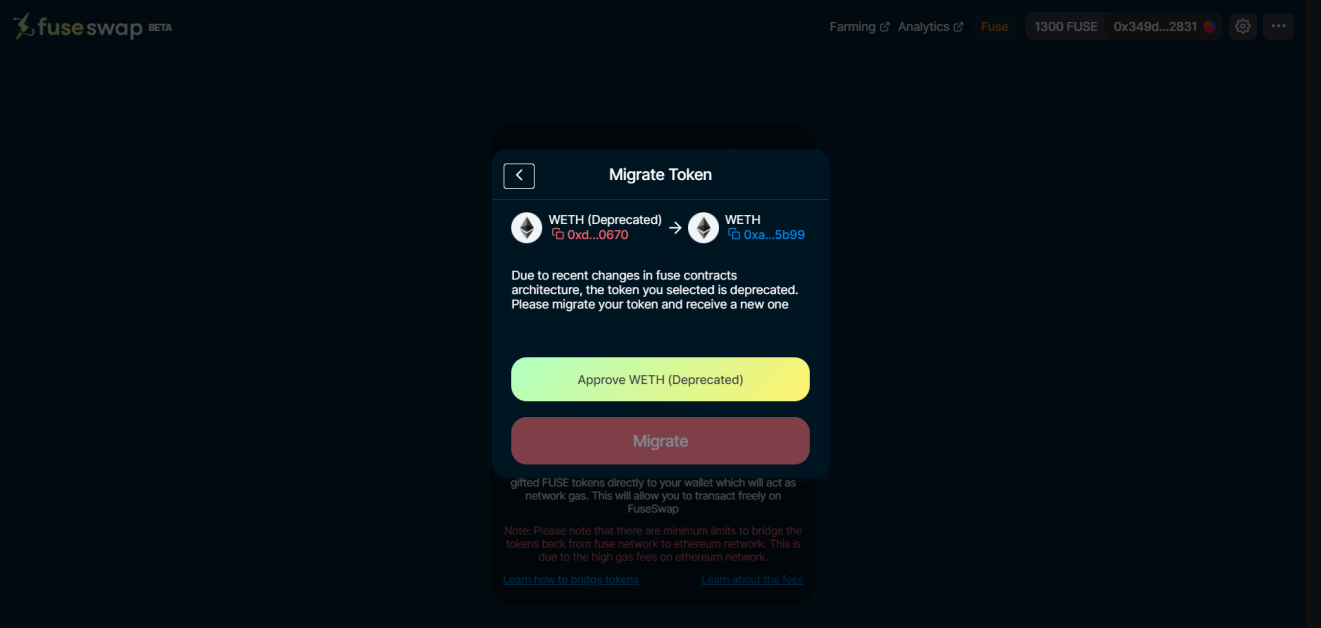 fuseswap BETA
Farming Analytics Fuse 1300 FUSE 0x349d...2831
Migrate Token
WETH (Deprecated) WETH
0xd...0670 0xa...5b99
Due to recent changes in fuse contracts
architecture, the token you selected is deprecated.
Please migrate your token and receive a new one
Approve WETH (Deprecated)
Migrate
gifted FUSE tokens directly to your wallet which will act as
network gas. This will allow you to transact freely on
FuseSwap
Note: Please note that there are minimum limits to bridge the
tokens back from fuse network to ethereum network. This is
due to the high gas fees on ethereum network.
Learn how to bridge tokens Learn about the fees